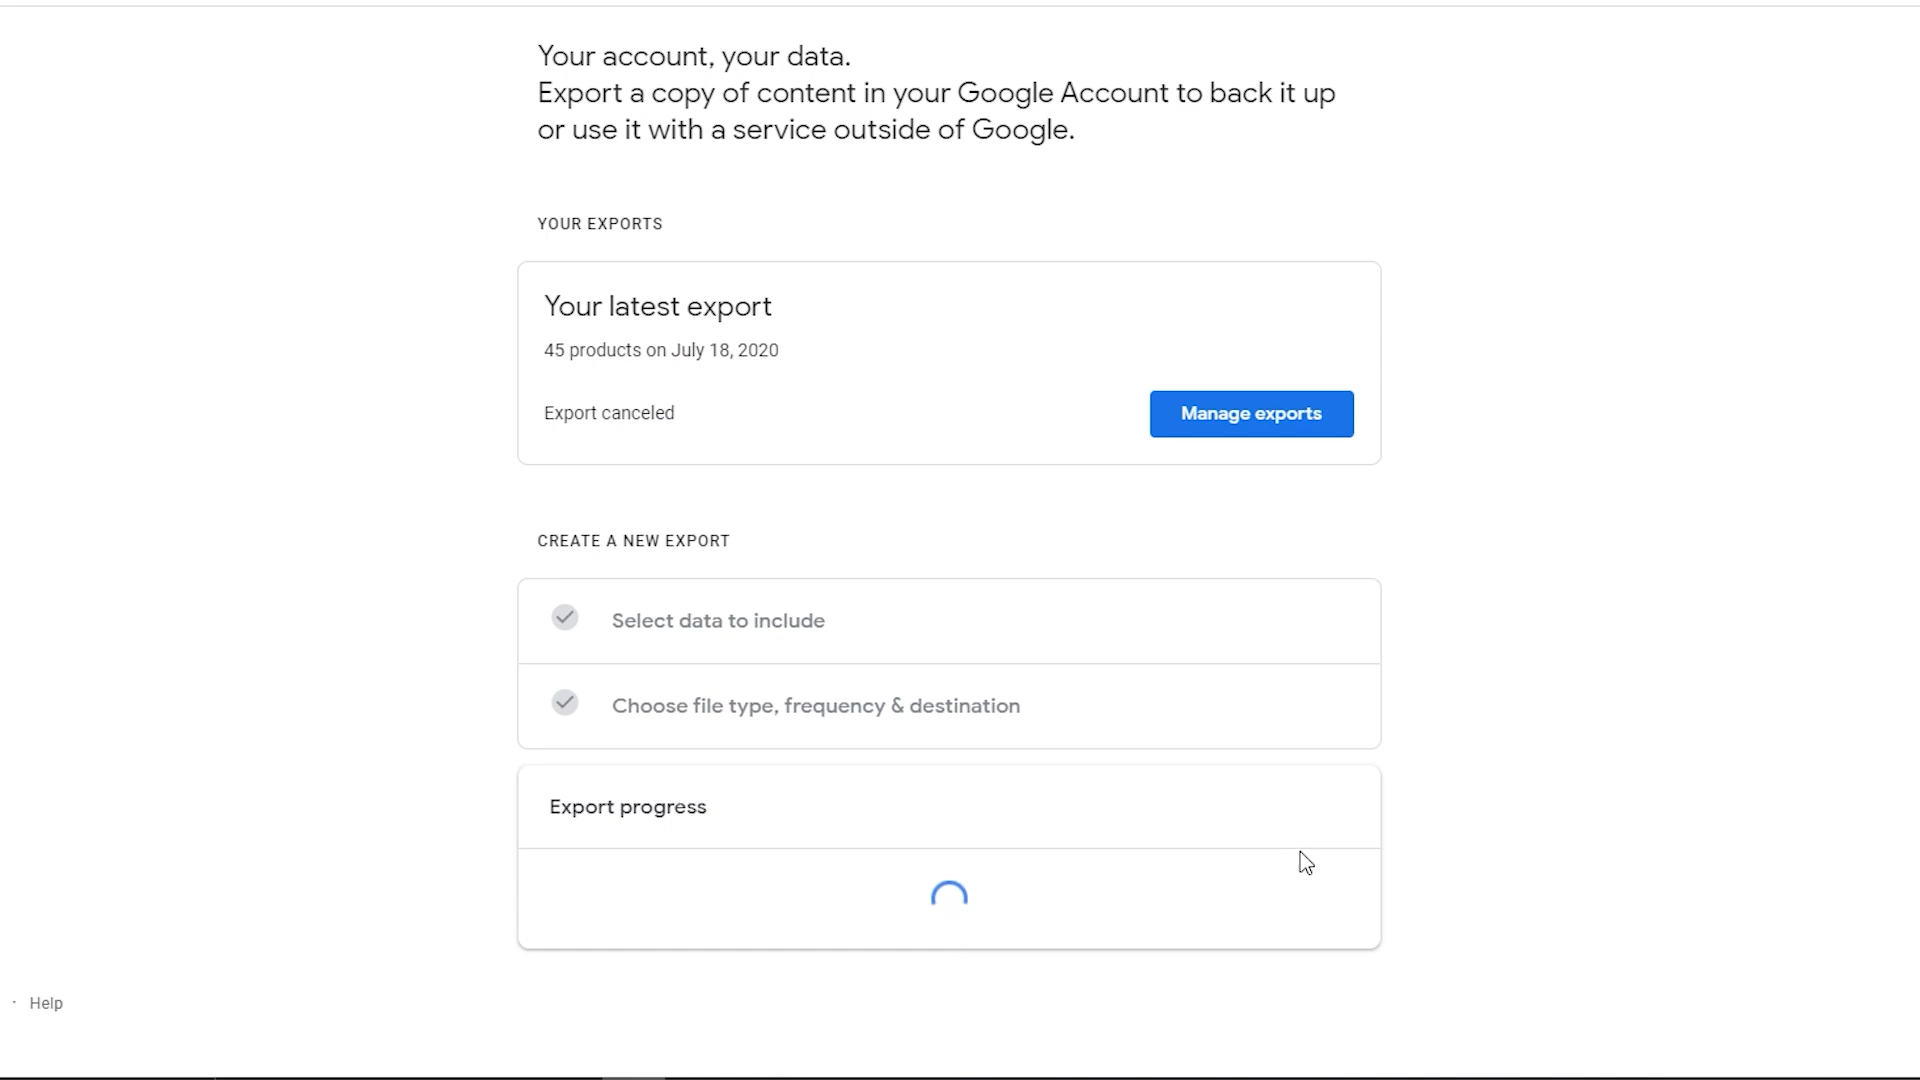 Your account, your data.
Export a copy of content in your Google Account to back it up
or use it with a service outside of Google.
YOUR EXPORTS
Your latest export
45 products on July 18, 2020
Export canceled
Manage exports
CREATE A NEW EXPORT
Select data to include
Choose file type, frequency & destination
Export progress
· Help